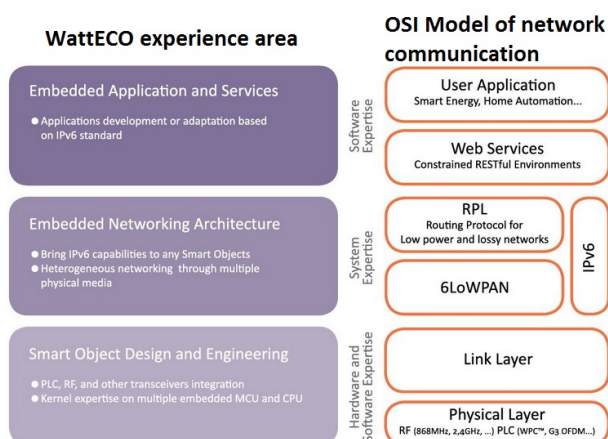 WattECO experience area
Embedded Application and Services
● Applications development or adaptation based
on IPv6 standard
Embedded Networking Architecture
● Bring IPv6 capabilities to any Smart Objects
● Heterogeneous networking through multiple
physical media
Smart Object Design and Engineering
● PLC, RF, and other transceivers integration
● Kernel expertise on multiple embedded MCU and CPU
Software
Expertise
System
Expertise
Hardware and
Software Expertise
OSI Model of network
communication
User Application
Smart Energy, Home Automation...
Web Services
Constrained RESTful Environments
RPL
Routing Protocol for
Low power and lossy networks
6LoWPAN
IPv6
Link Layer
Physical Layer
RF (868MHz, 2,4GHz, ...) PLC (WPC™, G3 OFDM...)